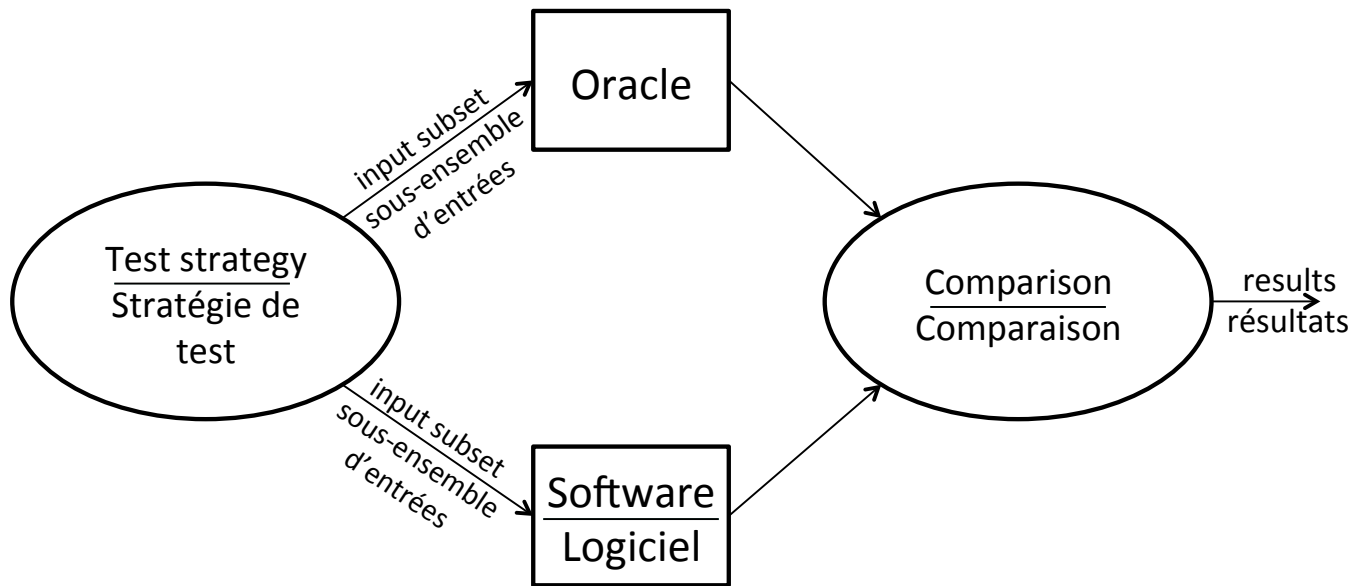 Oracle
input subset
sous-ensemble
d'entrées
Test strategy
Stratégie de
test
Comparison
Comparaison
results
résultats
input subset
sous-ensemble
d'entrées
Software
Logiciel